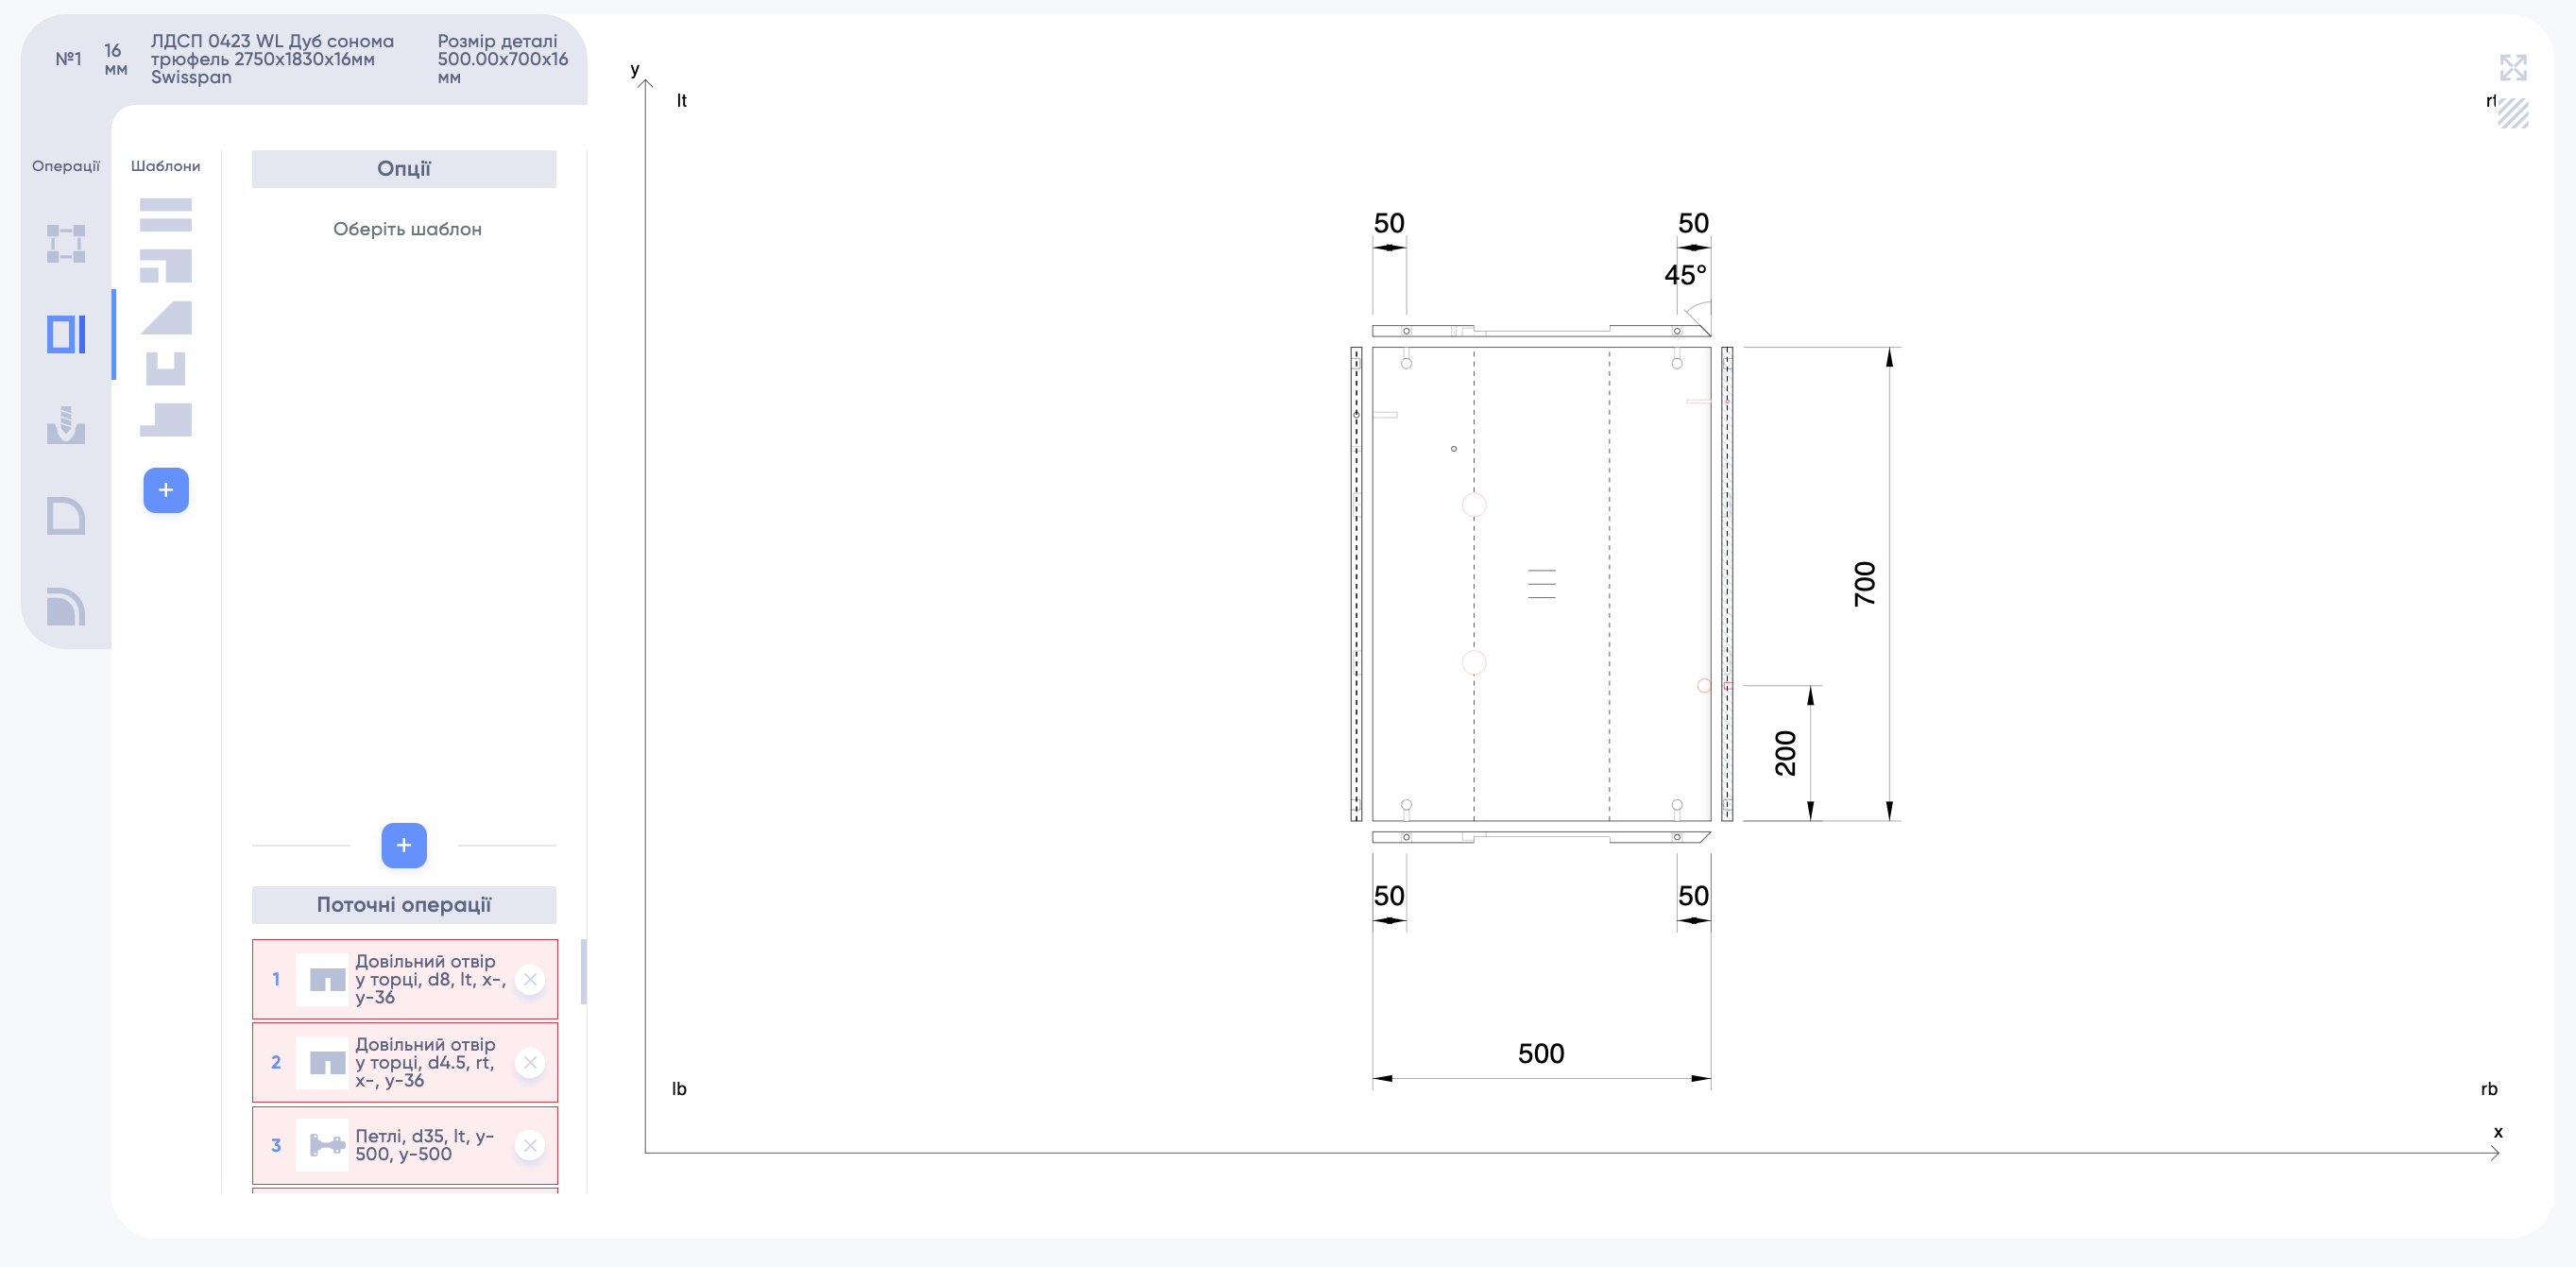 №1
16
мм
ЛДСП 0423 WL Дуб сонома
трюфель 2750x1830x16мм
Swisspan
Розмір деталі
500.00x700x16
мм
Операції
Шаблони
Опції
Оберіть шаблон
Поточні операції
1
Довільний отвір
у торці, d8, lt, x-,
y-36
2
Довільний отвір
у торці, d4.5, rt,
x-, y-36
3
Петлі, d35, lt, y-
500, y-500
y
lt
rt
50
50
45°
700
200
50
50
500
lb
rb
x